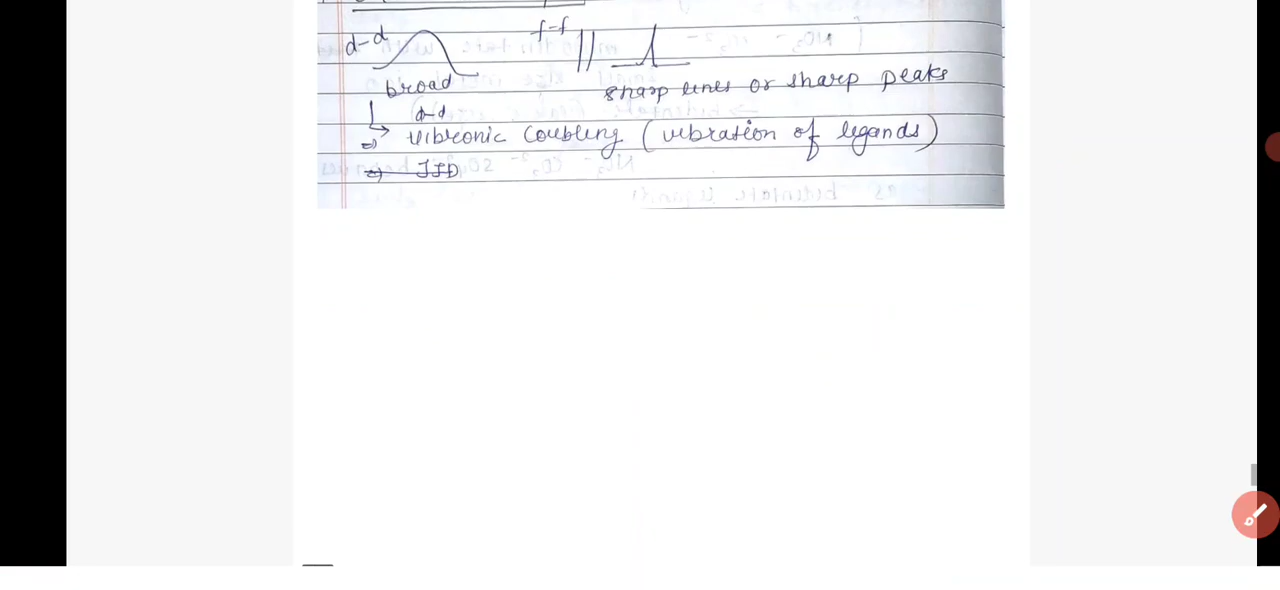 d-d f-f
broad sharp lines or sharp peaks
d-d
vibronic coupling (vibration of ligands)
⇒ JTD